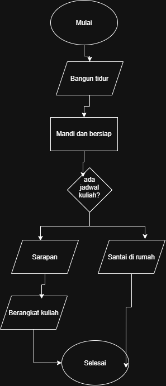 Mulai
Bangun tidur
Mandi dan bersiap
ada
jadwal
kuliah?
Sarapan
Santai di rumah
Berangkat kuliah
Selesai